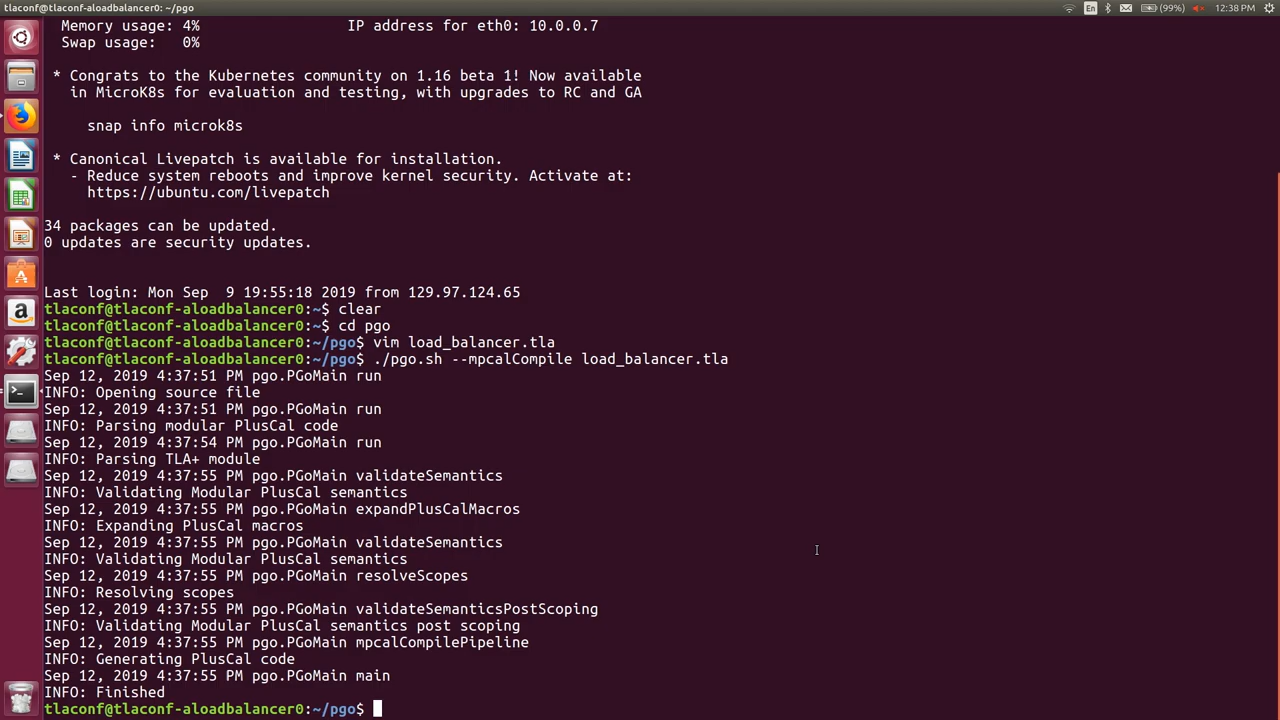 tlaconf@tlaconf-aloadbalancer0: ~/pgo
En
(99%)
12:38 PM
Memory usage: 4% IP address for eth0: 10.0.0.7
Swap usage: 0%
* Congrats to the Kubernetes community on 1.16 beta 1! Now available
in MicroK8s for evaluation and testing, with upgrades to RC and GA
snap info microk8s
* Canonical Livepatch is available for installation.
- Reduce system reboots and improve kernel security. Activate at:
https://ubuntu.com/livepatch
34 packages can be updated.
0 updates are security updates.
Last login: Mon Sep 9 19:55:18 2019 from 129.97.124.65
tlaconf@tlaconf-aloadbalancer0:~$ clear
tlaconf@tlaconf-aloadbalancer0:~$ cd pgo
tlaconf@tlaconf-aloadbalancer0:~/pgo$ vim load_balancer.tla
tlaconf@tlaconf-aloadbalancer0:~/pgo$ ./pgo.sh --mpcalCompile load_balancer.tla
Sep 12, 2019 4:37:51 PM pgo.PGoMain run
INFO: Opening source file
Sep 12, 2019 4:37:51 PM pgo.PGoMain run
INFO: Parsing modular PlusCal code
Sep 12, 2019 4:37:54 PM pgo.PGoMain run
INFO: Parsing TLA+ module
Sep 12, 2019 4:37:55 PM pgo.PGoMain validateSemantics
INFO: Validating Modular PlusCal semantics
Sep 12, 2019 4:37:55 PM pgo.PGoMain expandPlusCalMacros
INFO: Expanding PlusCal macros
Sep 12, 2019 4:37:55 PM pgo.PGoMain validateSemantics
INFO: Validating Modular PlusCal semantics
Sep 12, 2019 4:37:55 PM pgo.PGoMain resolveScopes
INFO: Resolving scopes
Sep 12, 2019 4:37:55 PM pgo.PGoMain validateSemanticsPostScoping
INFO: Validating Modular PlusCal semantics post scoping
Sep 12, 2019 4:37:55 PM pgo.PGoMain mpcalCompilePipeline
INFO: Generating PlusCal code
Sep 12, 2019 4:37:55 PM pgo.PGoMain main
INFO: Finished
tlaconf@tlaconf-aloadbalancer0:~/pgo$